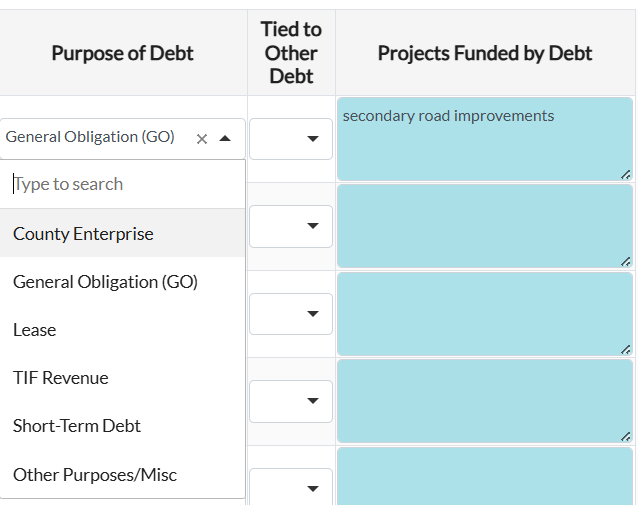 Purpose of Debt
Tied to
Other
Debt
Projects Funded by Debt
General Obligation (GO)
secondary road improvements
Type to search
County Enterprise
General Obligation (GO)
Lease
TIF Revenue
Short-Term Debt
Other Purposes/Misc